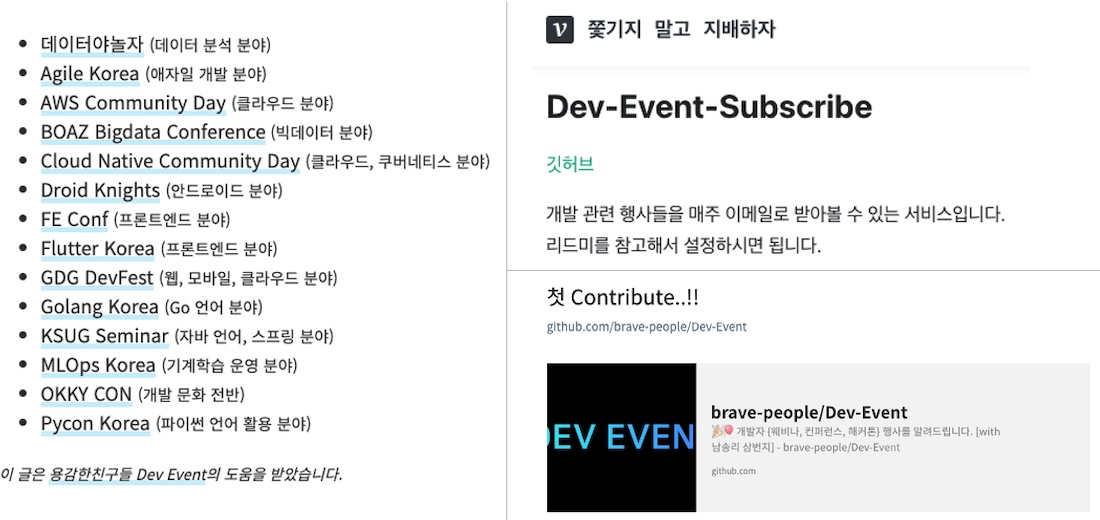 데이터야놀자 (데이터 분석 분야)
Agile Korea (애자일 개발 분야)
AWS Community Day (클라우드 분야)
BOAZ Bigdata Conference (빅데이터 분야)
Cloud Native Community Day (클라우드, 쿠버네티스 분야)
Droid Knights (안드로이드 분야)
FE Conf (프론트엔드 분야)
Flutter Korea (프론트엔드 분야)
GDG DevFest (웹, 모바일, 클라우드 분야)
Golang Korea (Go 언어 분야)
KSUG Seminar (자바 언어, 스프링 분야)
MLOps Korea (기계학습 운영 분야)
OKKY CON (개발 문화 전반)
Pycon Korea (파이썬 언어 활용 분야)
이 글은 용감한친구들 Dev Event의 도움을 받았습니다.
v 쫓기지 말고 지배하자
Dev-Event-Subscribe
깃허브
개발 관련 행사들을 매주 이메일로 받아볼 수 있는 서비스입니다.
리드미를 참고해서 설정하시면 됩니다.
첫 Contribute..!!
github.com/brave-people/Dev-Event
DEV EVEN
brave-people/Dev-Event
🎉🎈 개발자 {웨비나, 컨퍼런스, 해커톤} 행사를 알려드립니다. [with
남송리 삼번지] - brave-people/Dev-Event
github.com